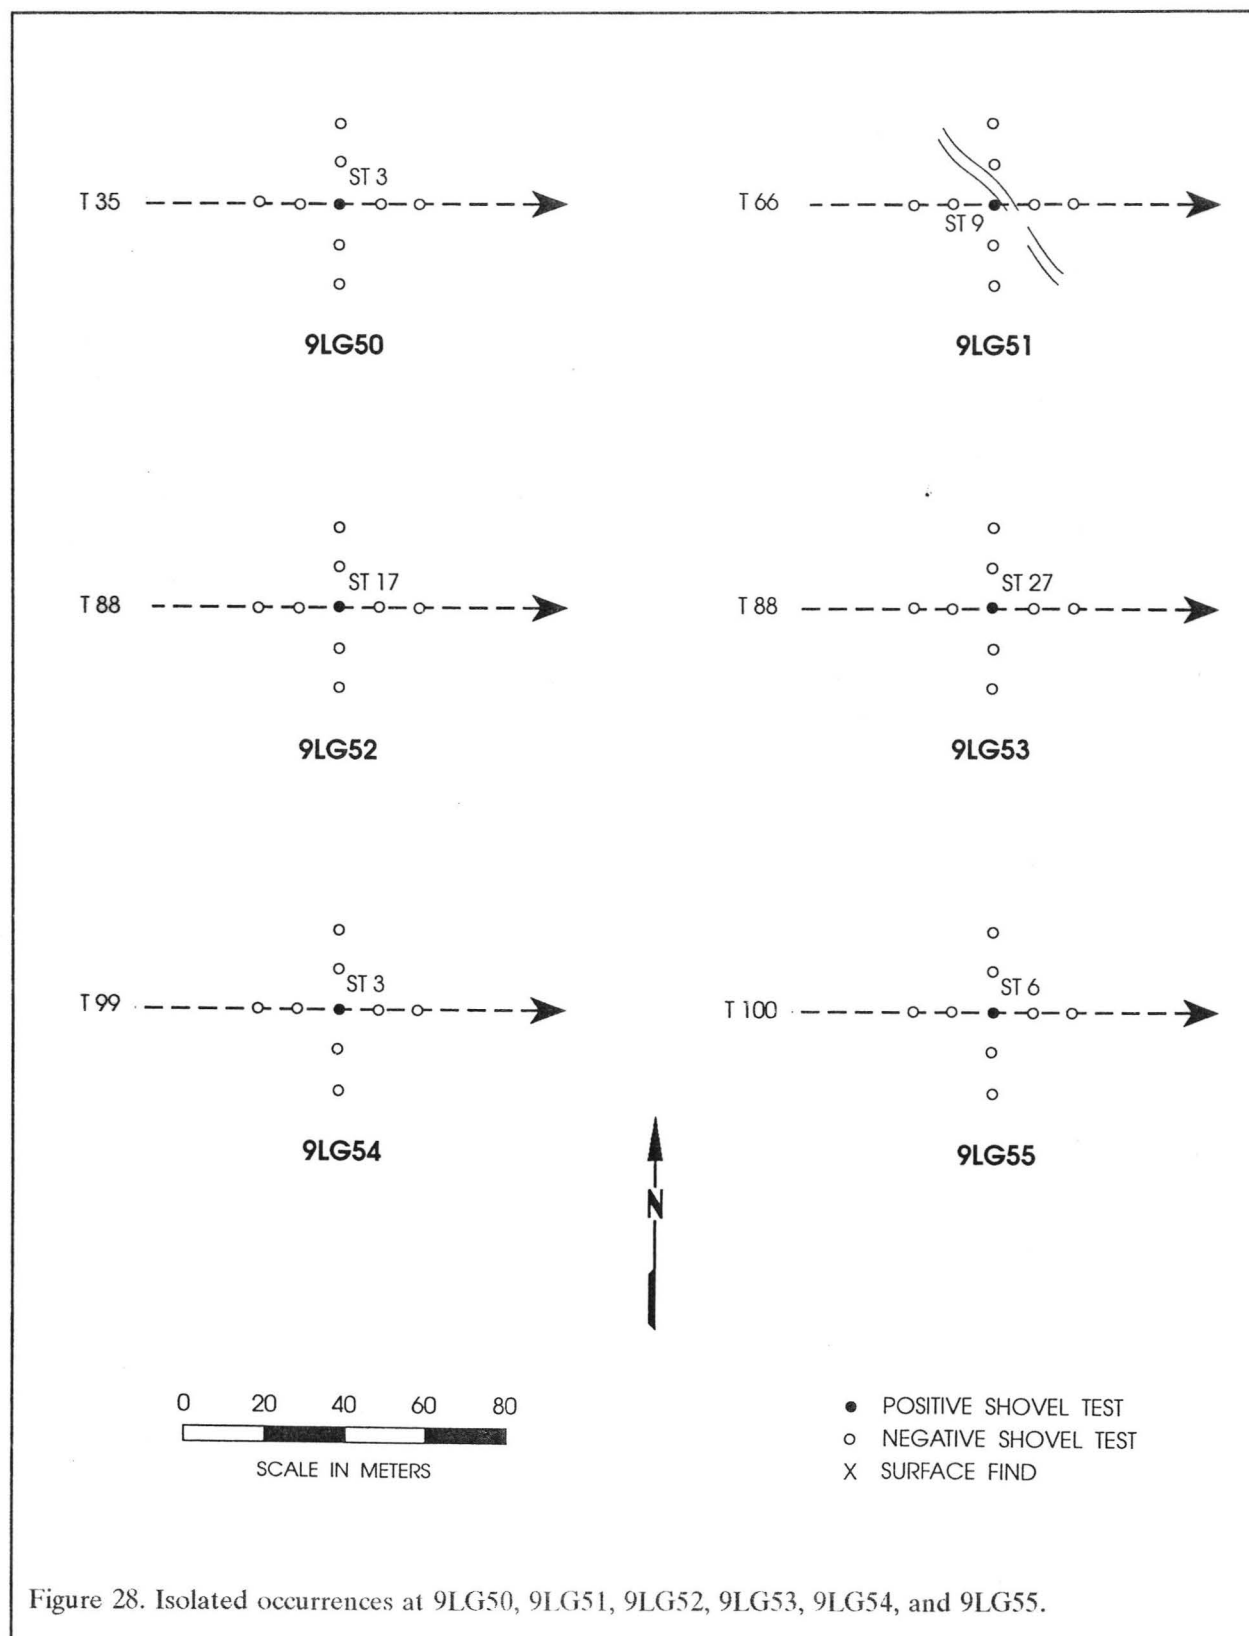 ST 3
T 35
9LG50
T 66
ST 9
9LG51
ST 17
T 88
9LG52
ST 27
T 88
9LG53
ST 3
T 99
9LG54
ST 6
T 100
9LG55
N
0 20 40 60 80
SCALE IN METERS
POSITIVE SHOVEL TEST
NEGATIVE SHOVEL TEST
X SURFACE FIND
Figure 28. Isolated occurrences at 9LG50, 9LG51, 9LG52, 9LG53, 9LG54, and 9LG55.